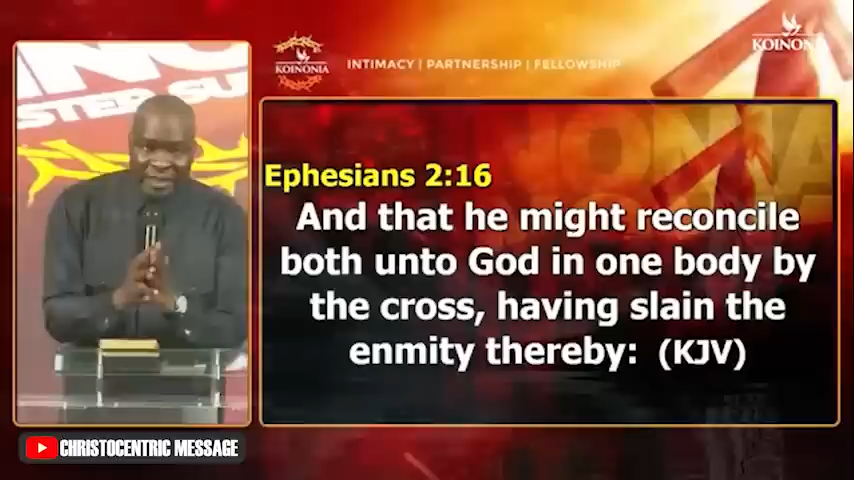 KOINONIA
INTIMACY | PARTNERSHIP | FELLOWSHIP
KOINONIA
Ephesians 2:16
And that he might reconcile
both unto God in one body by
the cross, having slain the
enmity thereby: (KJV)
CHRISTOCENTRIC MESSAGE